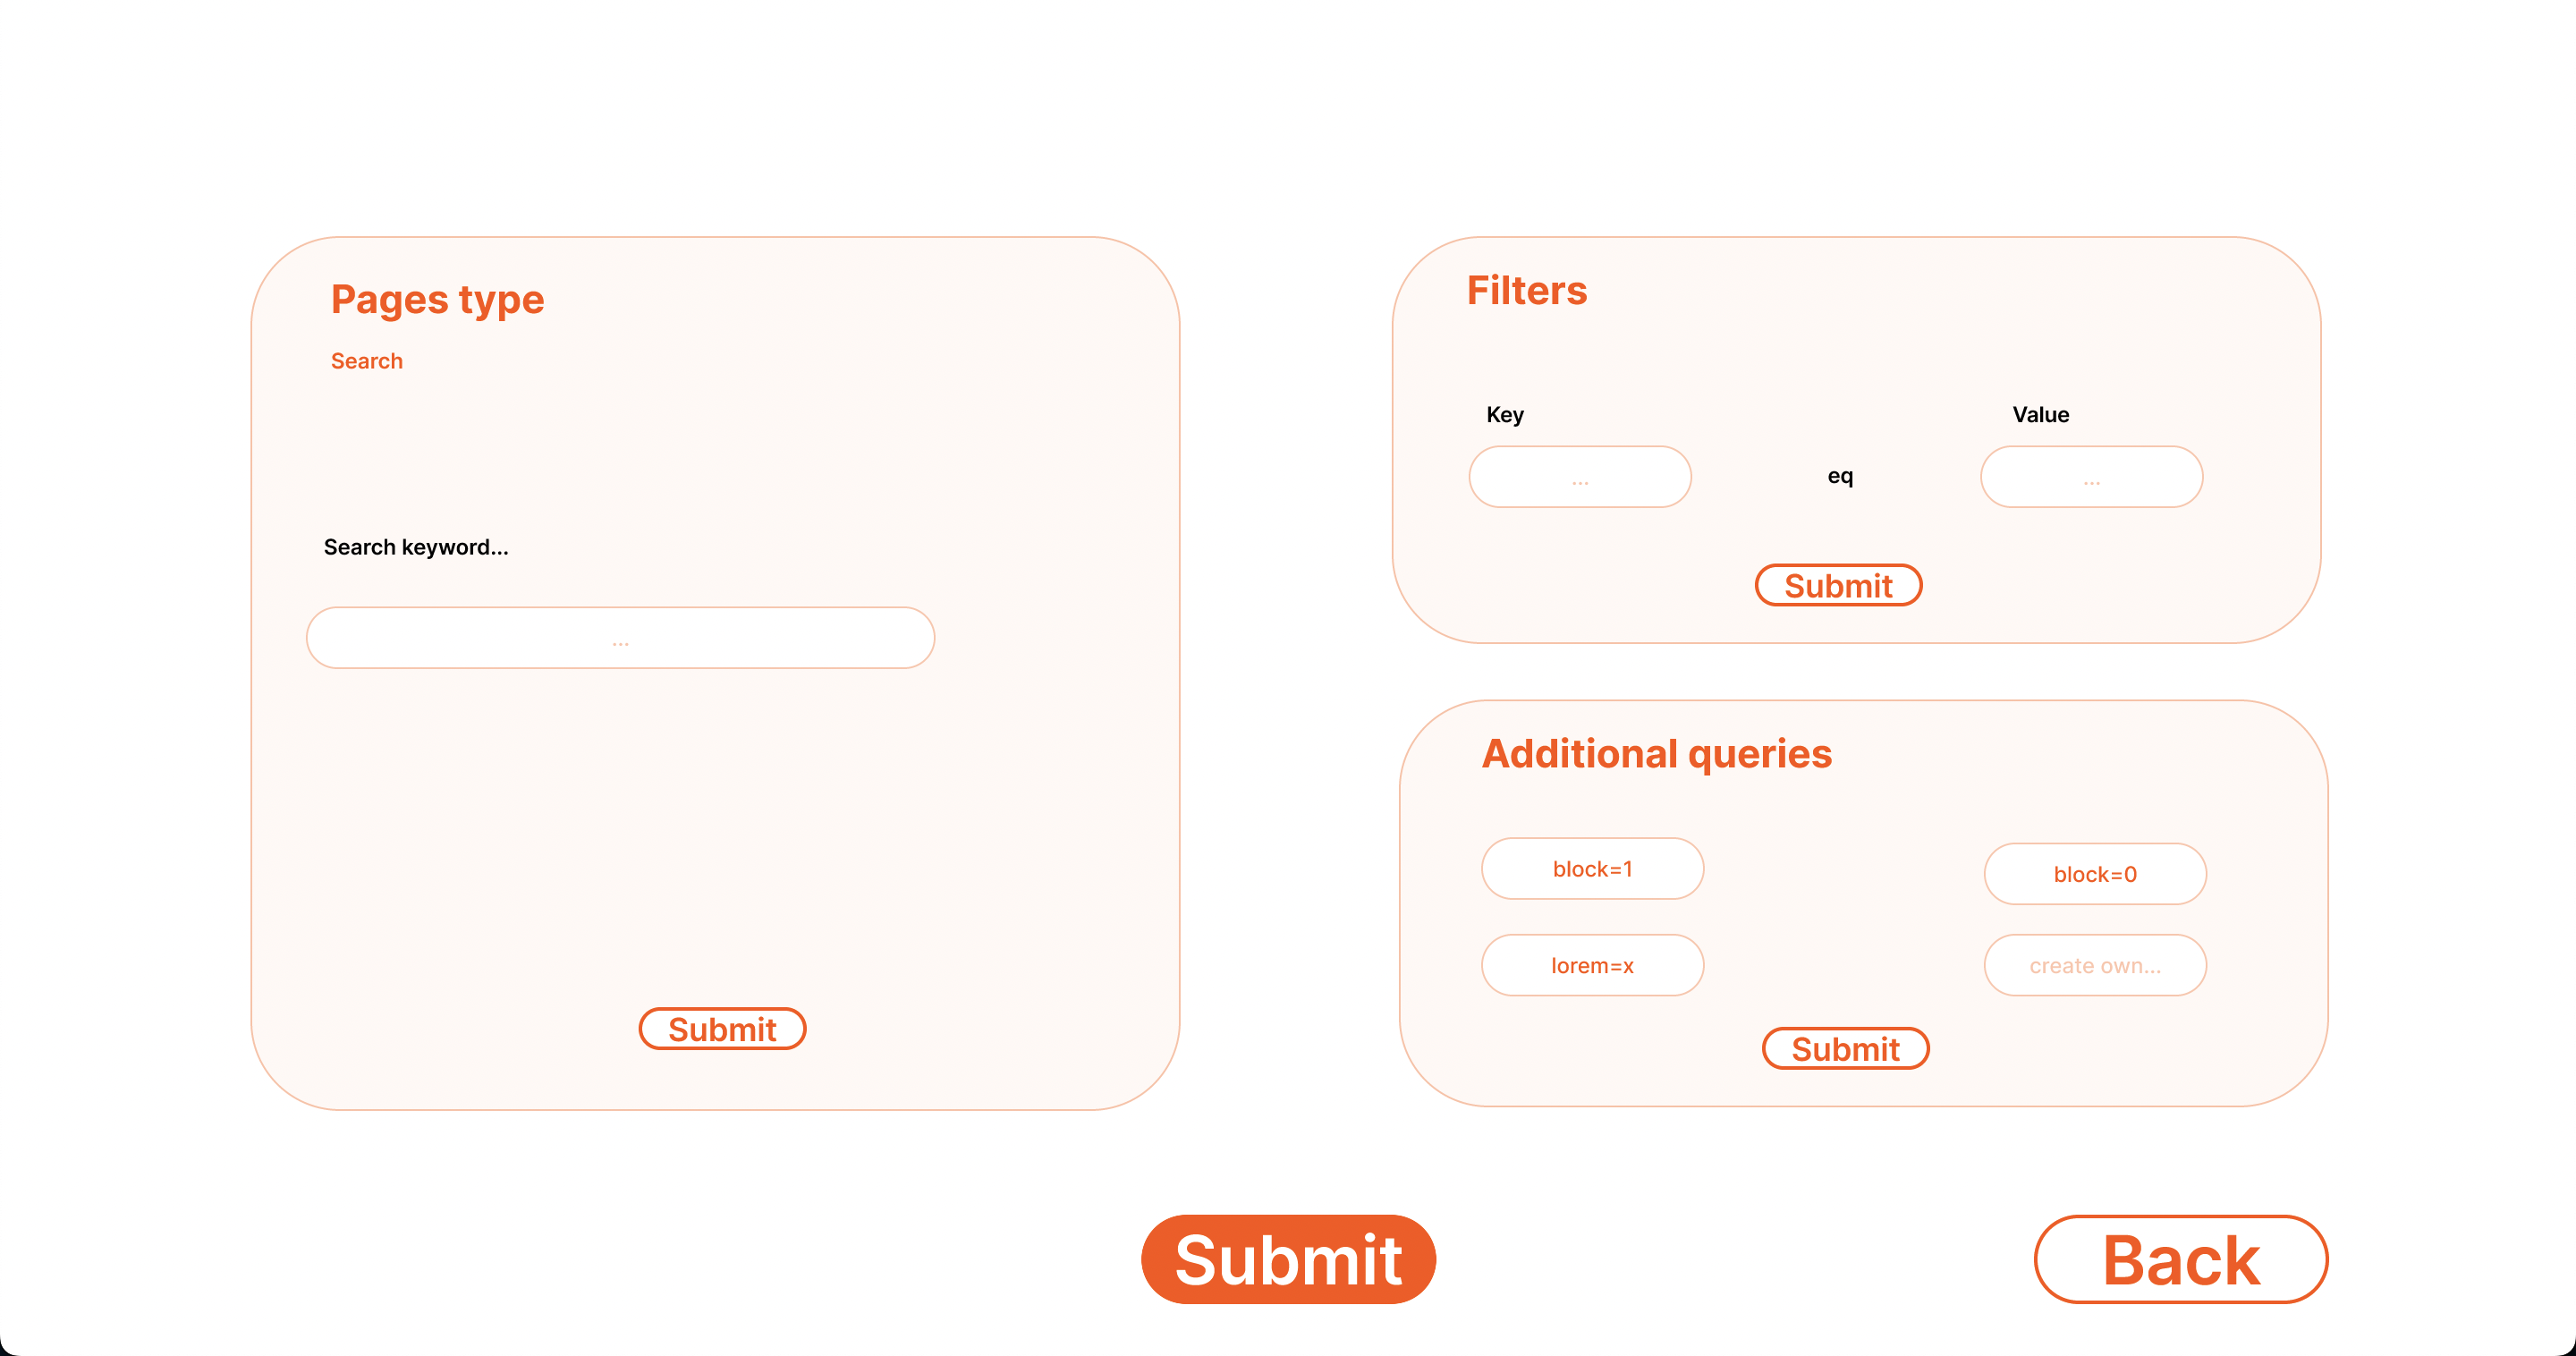 Pages type
Search
Search keyword...
...
Submit
Filters
Key
Value
...
eq
...
Submit
Additional queries
block=1
block=0
lorem=x
create own...
Submit
Submit
Back